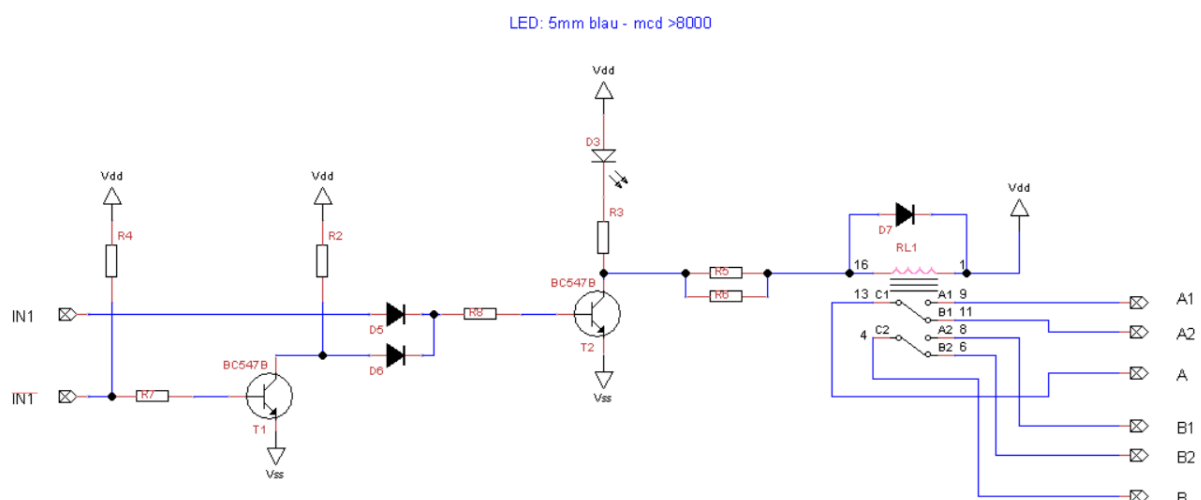 LED: 5mm blau - mcd >8000
Vdd
D3
R3
Vdd
R4
Vdd
R2
Vdd
D7
RL1
16
1
R5
R6
BC547B
T2
Vss
IN1
D5
R8
D6
BC547B
IN1
R7
T1
Vss
13
C1
A1
9
A1
B1
11
A2
4
C2
A2
8
B2
6
A
B1
B2
B